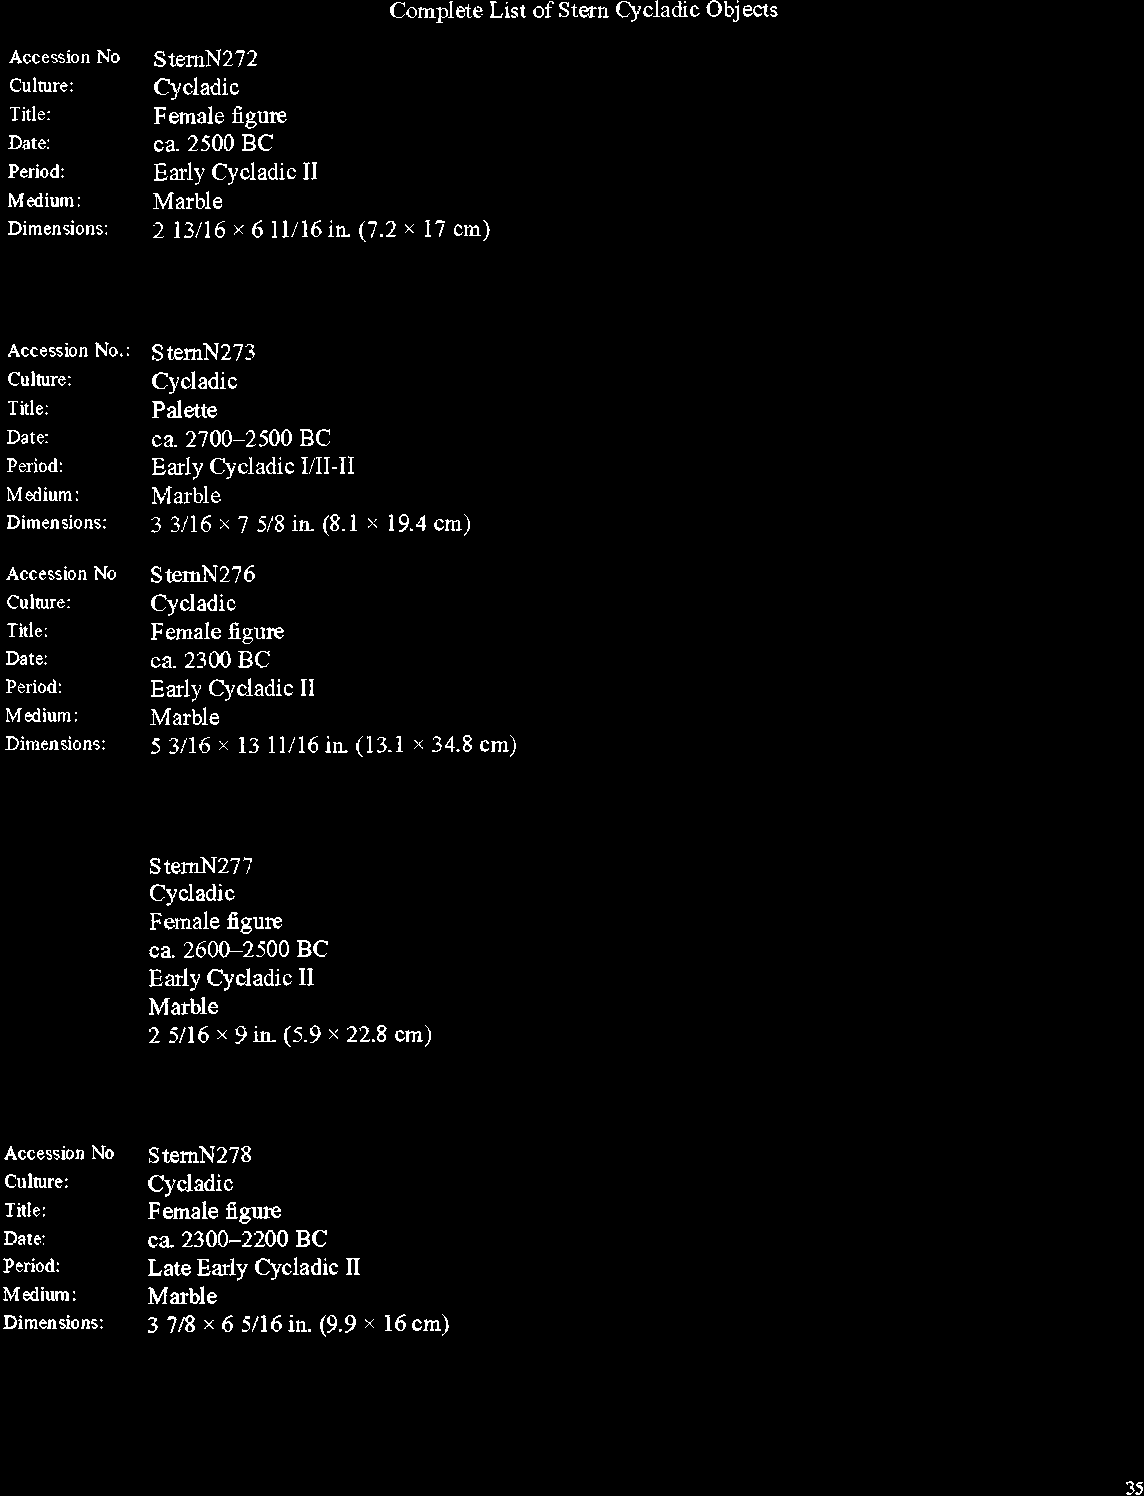 Complete List of Stern Cycladic Objects
Accession No SternN272
Culture: Cycladic
Title: Female figure
Date: ca. 2500 BC
Period: Early Cycladic II
Medium: Marble
Dimensions: 2 13/16 × 6 11/16 in. (7.2 × 17 cm)
Accession No.: SternN273
Culture: Cycladic
Title: Palette
Date: ca. 2700–2500 BC
Period: Early Cycladic I/II-II
Medium: Marble
Dimensions: 3 3/16 × 7 5/8 in. (8.1 × 19.4 cm)
Accession No SternN276
Culture: Cycladic
Title: Female figure
Date: ca. 2300 BC
Period: Early Cycladic II
Medium: Marble
Dimensions: 5 3/16 × 13 11/16 in. (13.1 × 34.8 cm)
SternN277
Cycladic
Female figure
ca. 2600–2500 BC
Early Cycladic II
Marble
2 5/16 × 9 in. (5.9 × 22.8 cm)
Accession No SternN278
Culture: Cycladic
Title: Female figure
Date: ca. 2300–2200 BC
Period: Late Early Cycladic II
Medium: Marble
Dimensions: 3 7/8 × 6 5/16 in. (9.9 × 16 cm)
35